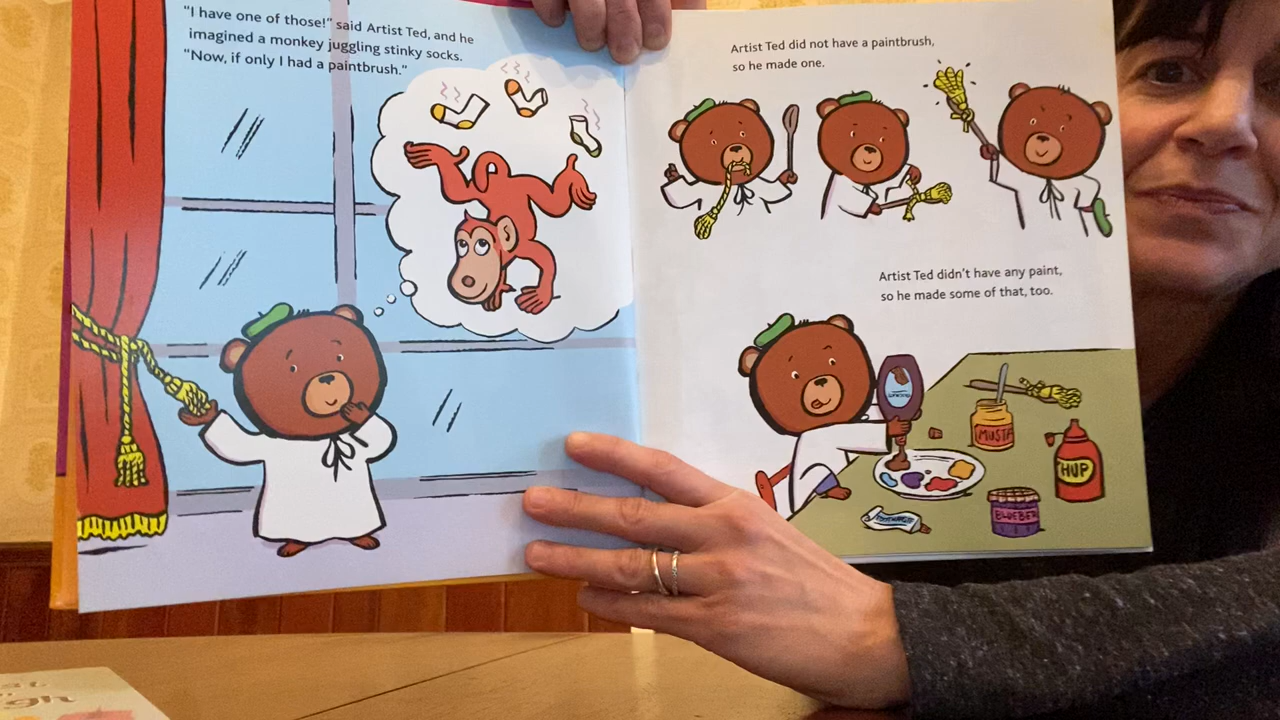 "I have one of those!" said Artist Ted, and he
imagined a monkey juggling stinky socks.
"Now, if only I had a paintbrush."
Artist Ted did not have a paintbrush,
so he made one.
Artist Ted didn't have any paint,
so he made some of that, too.
MUSTA
HUP
BLUEBE